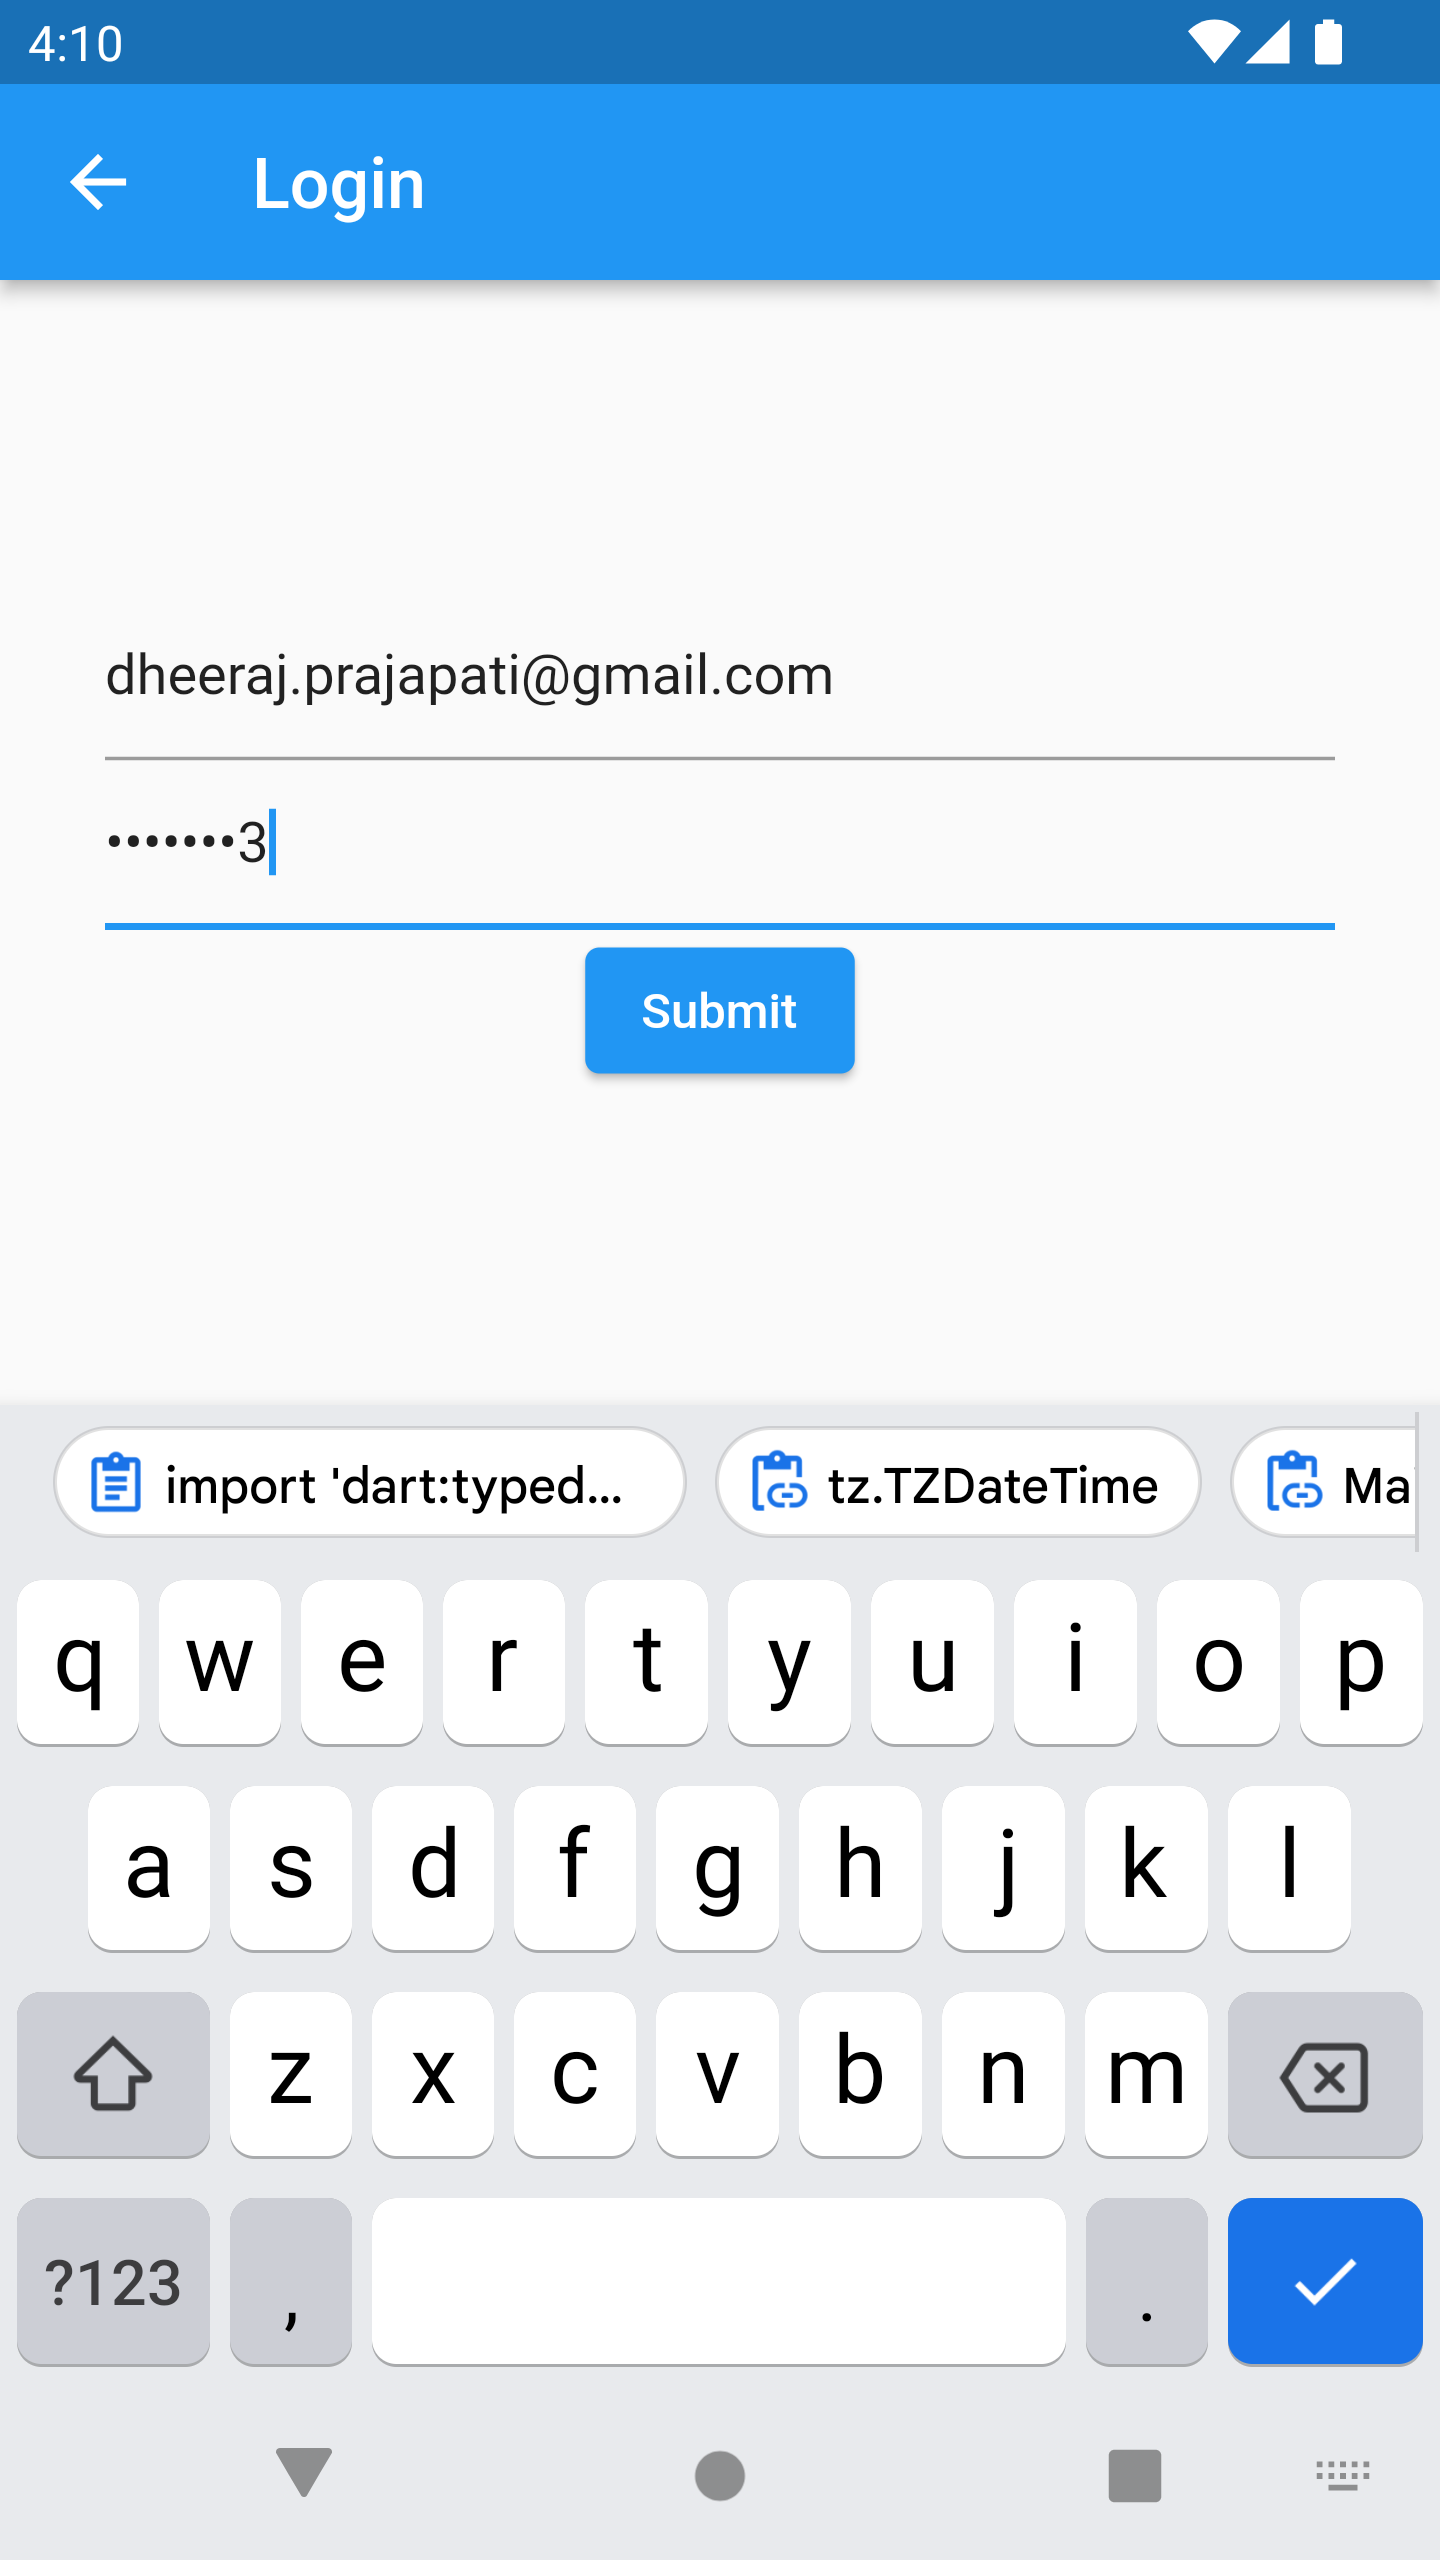 4:10
Login
dheeraj.prajapati@gmail.com
•••••••3
Submit
import 'dart:typed... tz.TZDateTime Ma
q w e r t y u i o p
a s d f g h j k l
z x c v b n m
?123 , .